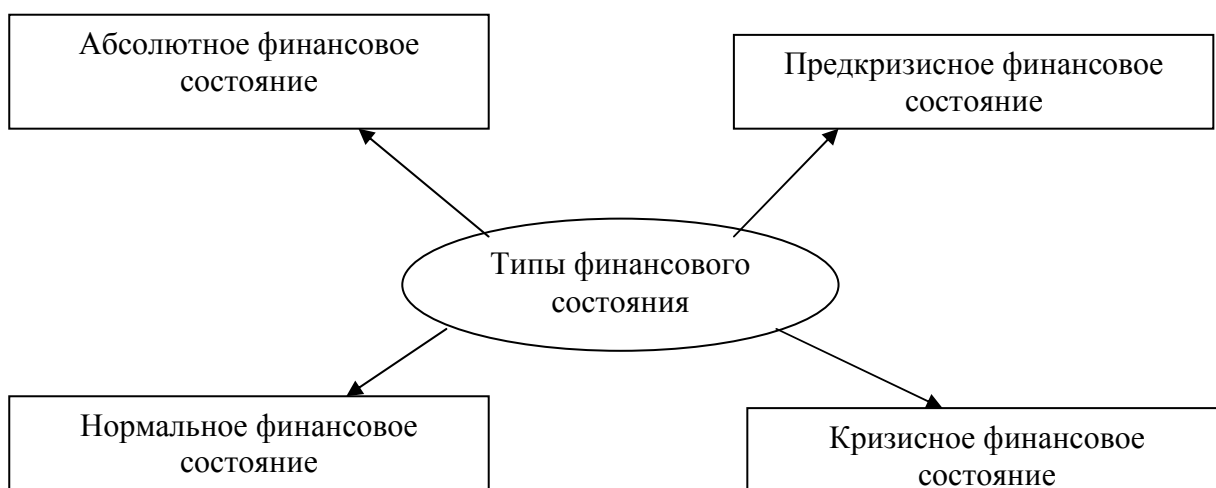 Абсолютное финансовое
состояние
Предкризисное финансовое
состояние
Типы финансового
состояния
Нормальное финансовое
состояние
Кризисное финансовое
состояние